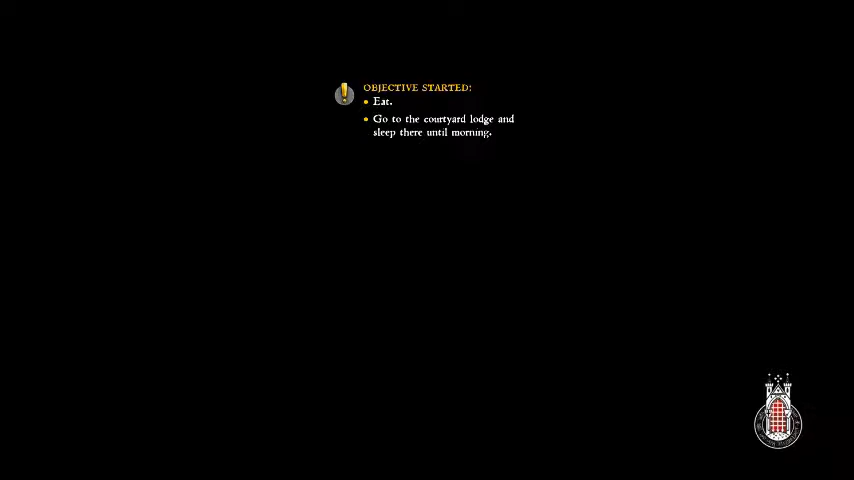 OBJECTIVE STARTED:
Eat.
Go to the courtyard lodge and
sleep there until morning.